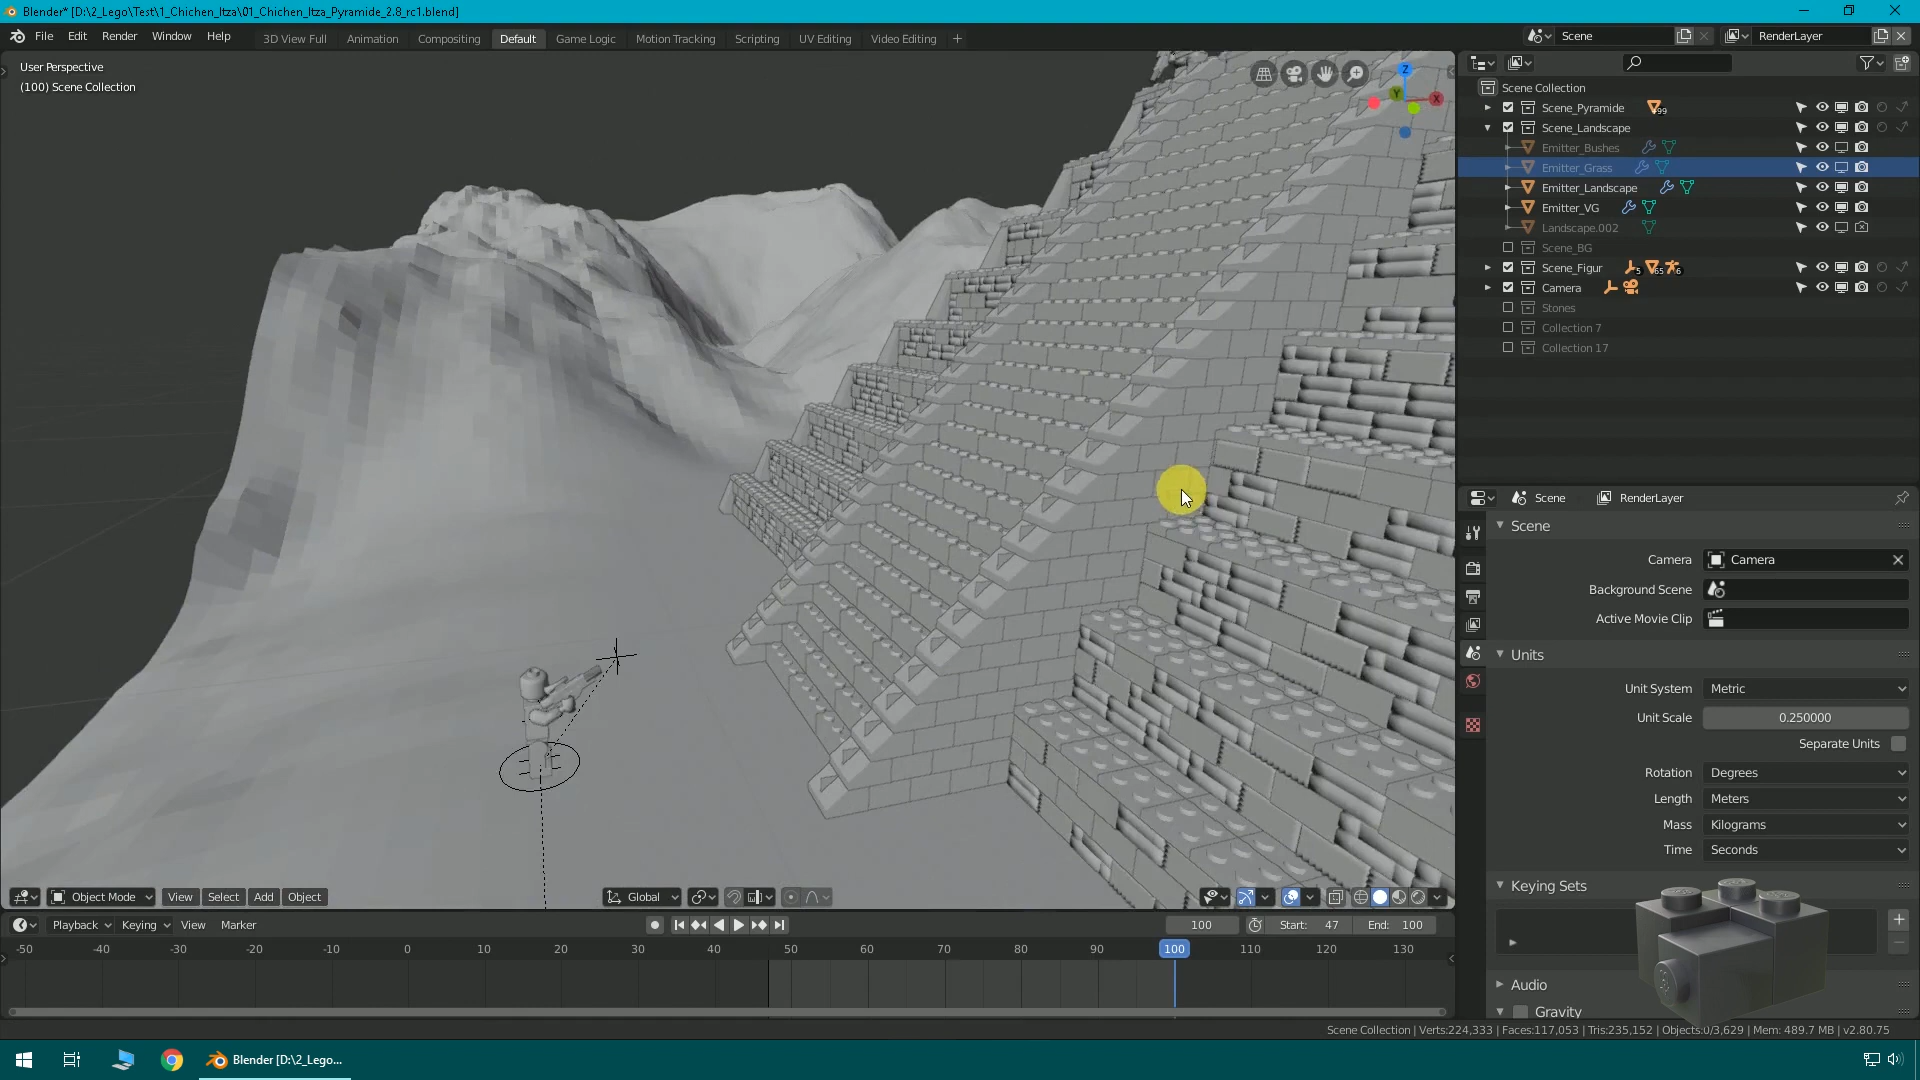 Blender* [D:\2_Lego\Test\1_Chichen_Itza\01_Chichen_Itza_Pyramide_2.8_rc1.blend]
File Edit Render Window Help
3D View Full Animation Compositing Default Game Logic Motion Tracking Scripting UV Editing Video Editing +
Scene RenderLayer
User Perspective
(100) Scene Collection
Z
Y
X
Scene Collection
Scene_Pyramide 99
Scene_Landscape
Emitter_Bushes
Emitter_Grass
Emitter_Landscape
Emitter_VG
Landscape.002
Scene_BG
Scene_Figur 5 65 6
Camera
Stones
Collection 7
Collection 17
Scene RenderLayer
Scene
Camera Camera
Background Scene
Active Movie Clip
Units
Unit System Metric
Unit Scale 0.250000
Separate Units
Rotation Degrees
Length Meters
Mass Kilograms
Time Seconds
Keying Sets
Audio
Gravity
Object Mode View Select Add Object Global
Playback Keying View Marker 100 Start: 47 End: 100
-50 -40 -30 -20 -10 0 10 20 30 40 50 60 70 80 90 100 110 120 130
Scene Collection | Verts:224,333 | Faces:117,053 | Tris:235,152 | Objects:0/3,629 | Mem: 489.7 MB | v2.80.75
Blender [D:\2_Lego...